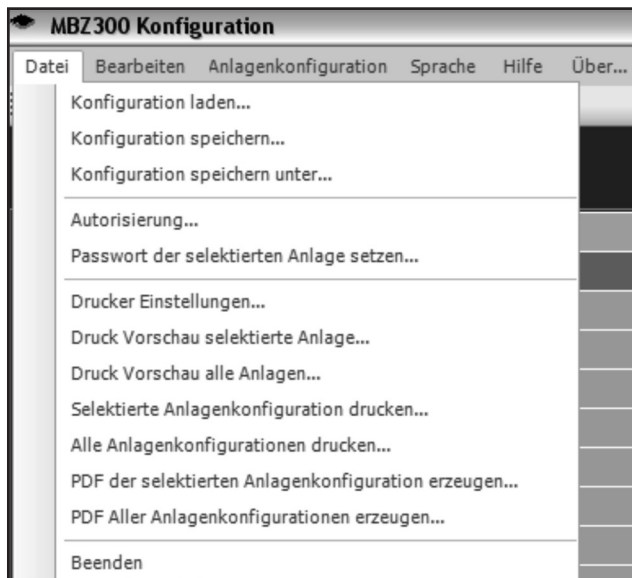 MBZ300 Konfiguration
Datei Bearbeiten Anlagenkonfiguration Sprache Hilfe Über...
Konfiguration laden...
Konfiguration speichern...
Konfiguration speichern unter...
Autorisierung...
Passwort der selektierten Anlage setzen...
Drucker Einstellungen...
Druck Vorschau selektierte Anlage...
Druck Vorschau alle Anlagen...
Selektierte Anlagenkonfiguration drucken...
Alle Anlagenkonfigurationen drucken...
PDF der selektierten Anlagenkonfiguration erzeugen...
PDF Aller Anlagenkonfigurationen erzeugen...
Beenden